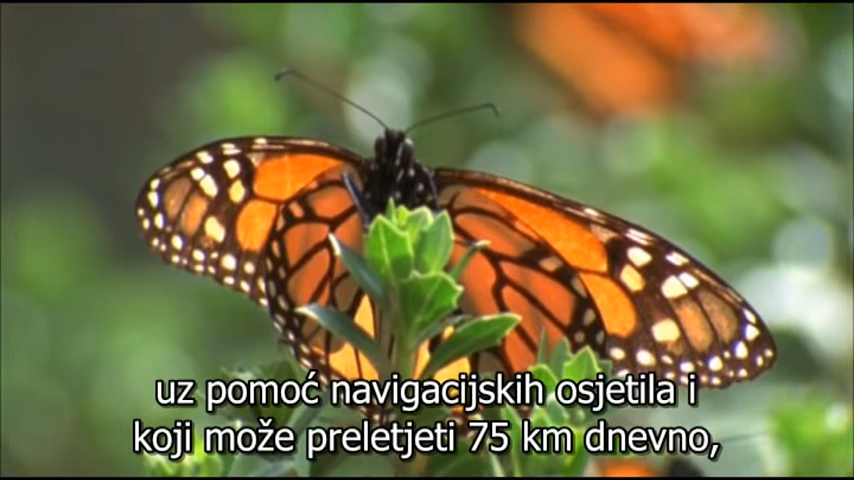 uz pomoć navigacijskih osjetila i
koji može preletjeti 75 km dnevno,